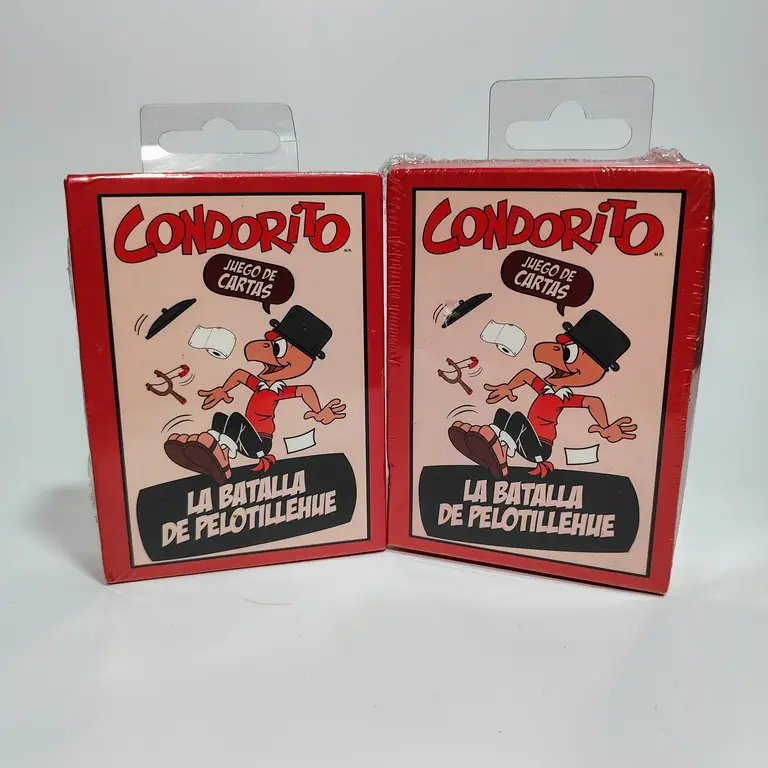 CONDORiTO
M.R.
JUEGO DE
CARTAS
LA BATALLA
DE PELOTILLEHUE
CONDORiTO
M.R.
JUEGO DE
CARTAS
LA BATALLA
DE PELOTILLEHUE